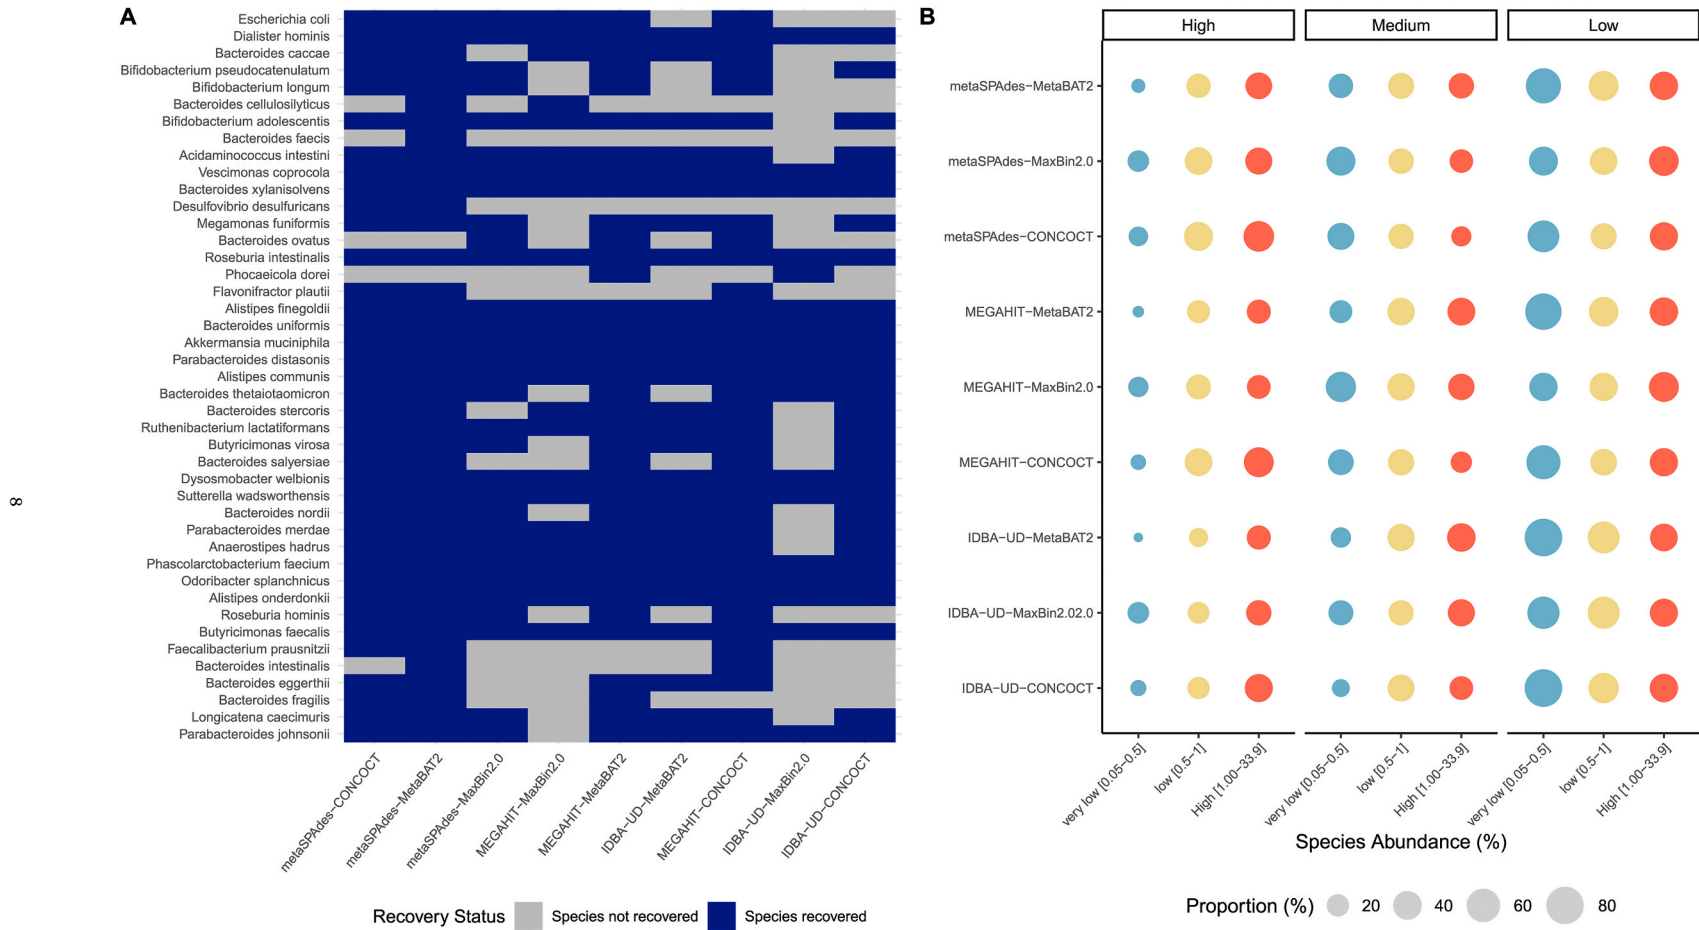 A
Escherichia coli
Dialister hominis
Bacteroides caccae
Bifidobacterium pseudocatenulatum
Bifidobacterium longum
Bacteroides cellulosilyticus
Bifidobacterium adolescentis
Bacteroides faecis
Acidaminococcus intestini
Vescimonas coprocola
Bacteroides xylanisolvens
Desulfovibrio desulfuricans
Megamonas funiformis
Bacteroides ovatus
Roseburia intestinalis
Phocaeicola dorei
Flavonifractor plautii
Alistipes finegoldii
Bacteroides uniformis
Akkermansia muciniphila
Parabacteroides distasonis
Alistipes communis
Bacteroides thetaiotaomicron
Bacteroides stercoris
Ruthenibacterium lactatiformans
Butyricimonas virosa
Bacteroides salyersiae
Dysosmobacter welbionis
Sutterella wadsworthensis
Bacteroides nordii
Parabacteroides merdae
Anaerostipes hadrus
Phascolarctobacterium faecium
Odoribacter splanchnicus
Alistipes onderdonkii
Roseburia hominis
Butyricimonas faecalis
Faecalibacterium prausnitzii
Bacteroides intestinalis
Bacteroides eggerthii
Bacteroides fragilis
Longicatena caecimuris
Parabacteroides johnsonii
metaSPAdes−CONCOCT
metaSPAdes−MetaBAT2
metaSPAdes−MaxBin2.0
MEGAHIT−MaxBin2.0
MEGAHIT−MetaBAT2
IDBA−UD−MetaBAT2
MEGAHIT−CONCOCT
IDBA−UD−MaxBin2.0
IDBA−UD−CONCOCT
Recovery Status Species not recovered Species recovered
B
High Medium Low
metaSPAdes−MetaBAT2
metaSPAdes−MaxBin2.0
metaSPAdes−CONCOCT
MEGAHIT−MetaBAT2
MEGAHIT−MaxBin2.0
MEGAHIT−CONCOCT
IDBA−UD−MetaBAT2
IDBA−UD−MaxBin2.02.0
IDBA−UD−CONCOCT
very low [0.05−0.5]
low [0.5−1]
High [1.00−33.9]
very low [0.05−0.5]
low [0.5−1]
High [1.00−33.9]
very low [0.05−0.5]
low [0.5−1]
High [1.00−33.9]
Species Abundance (%)
Proportion (%) 20 40 60 80
8